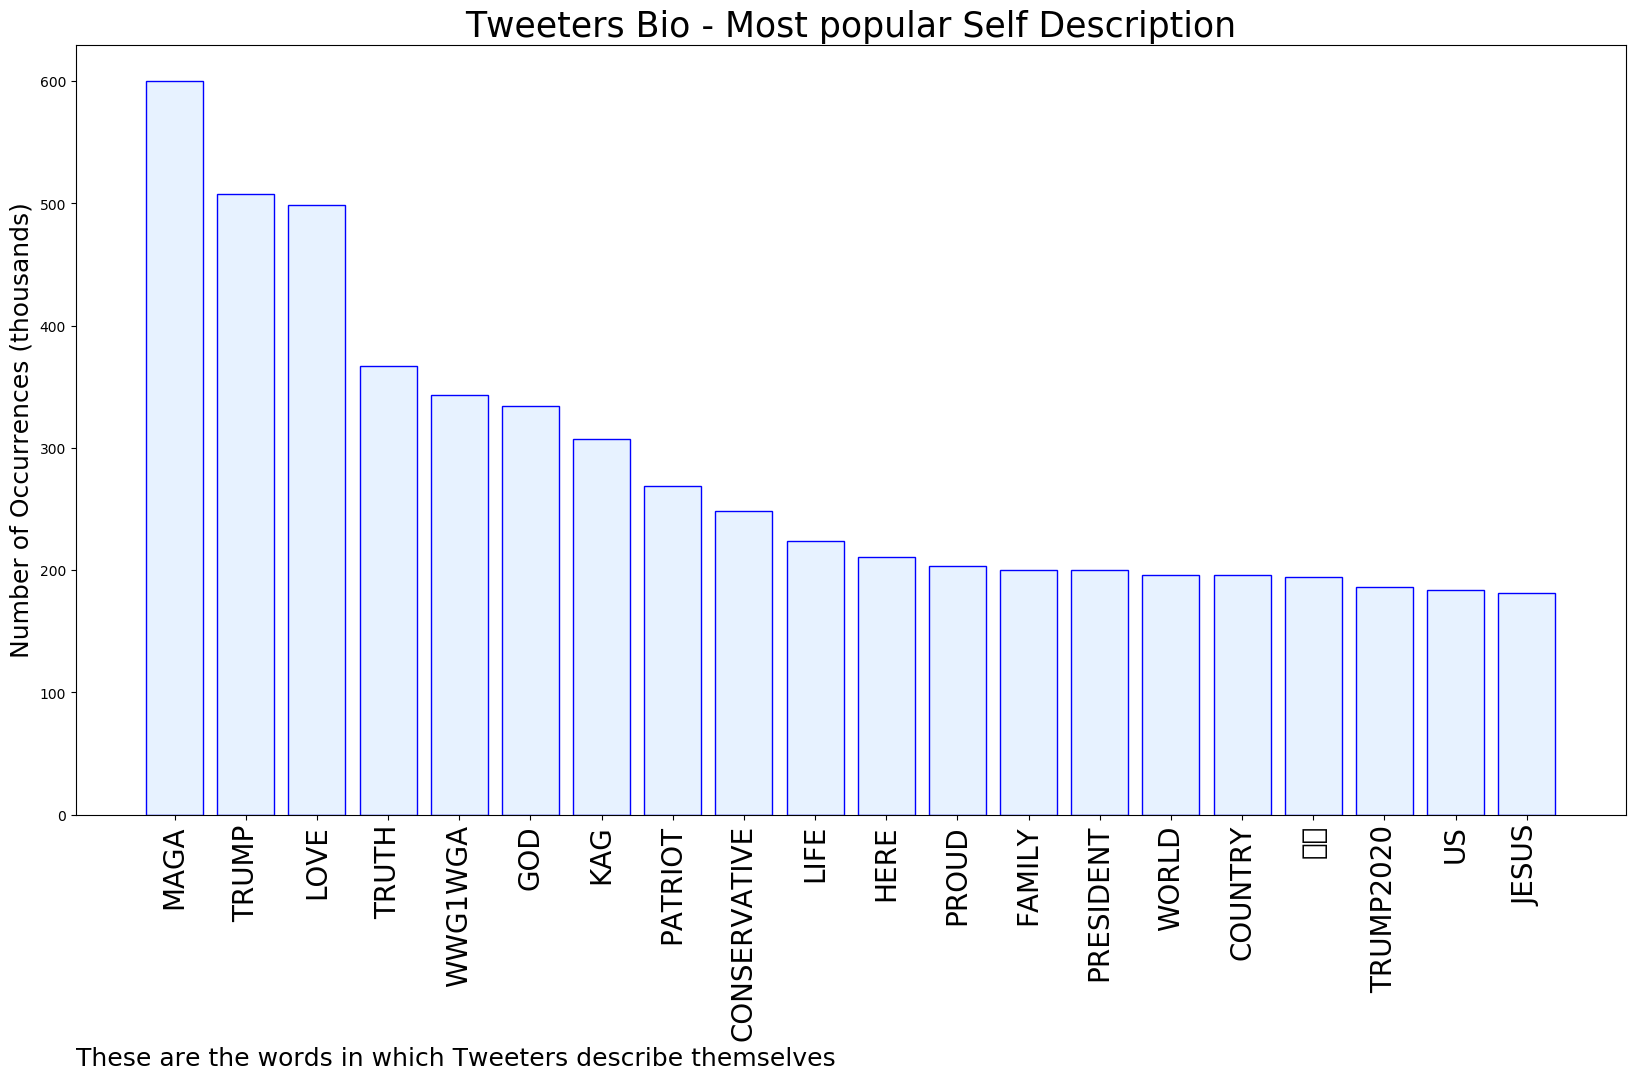 Tweeters Bio - Most popular Self Description
Number of Occurrences (thousands)
600
500
400
300
200
100
0
MAGA
TRUMP
LOVE
TRUTH
WWG1WGA
GOD
KAG
PATRIOT
CONSERVATIVE
LIFE
HERE
PROUD
FAMILY
PRESIDENT
WORLD
COUNTRY
TRUMP2020
US
JESUS
These are the words in which Tweeters describe themselves